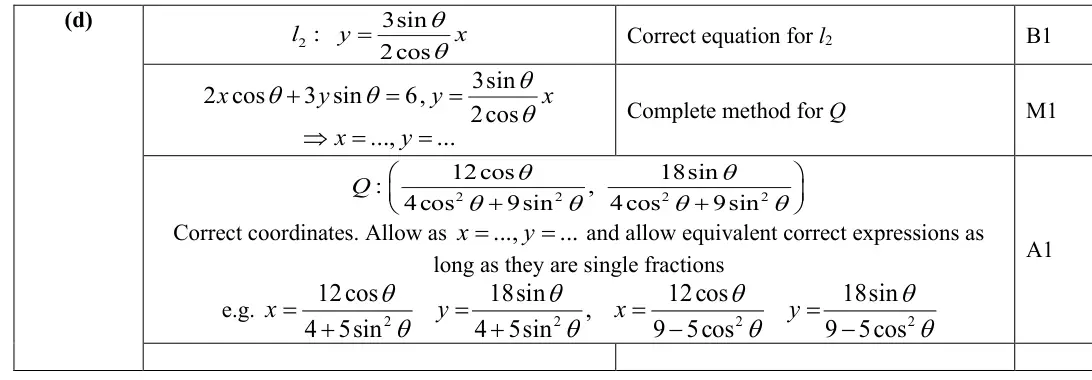 (d)
l₂ : y = 3sinθ/2cosθ x
Correct equation for l₂
B1
2x cosθ + 3y sinθ = 6, y = 3sinθ/2cosθ x
⇒ x = ..., y = ...
Complete method for Q
M1
Q : (12cosθ/(4cos²θ + 9sin²θ), 18sinθ/(4cos²θ + 9sin²θ))
Correct coordinates. Allow as x = ..., y = ... and allow equivalent correct expressions as
long as they are single fractions
e.g. x = 12cosθ/(4 + 5sin²θ) y = 18sinθ/(4 + 5sin²θ), x = 12cosθ/(9 − 5cos²θ) y = 18sinθ/(9 − 5cos²θ)
A1